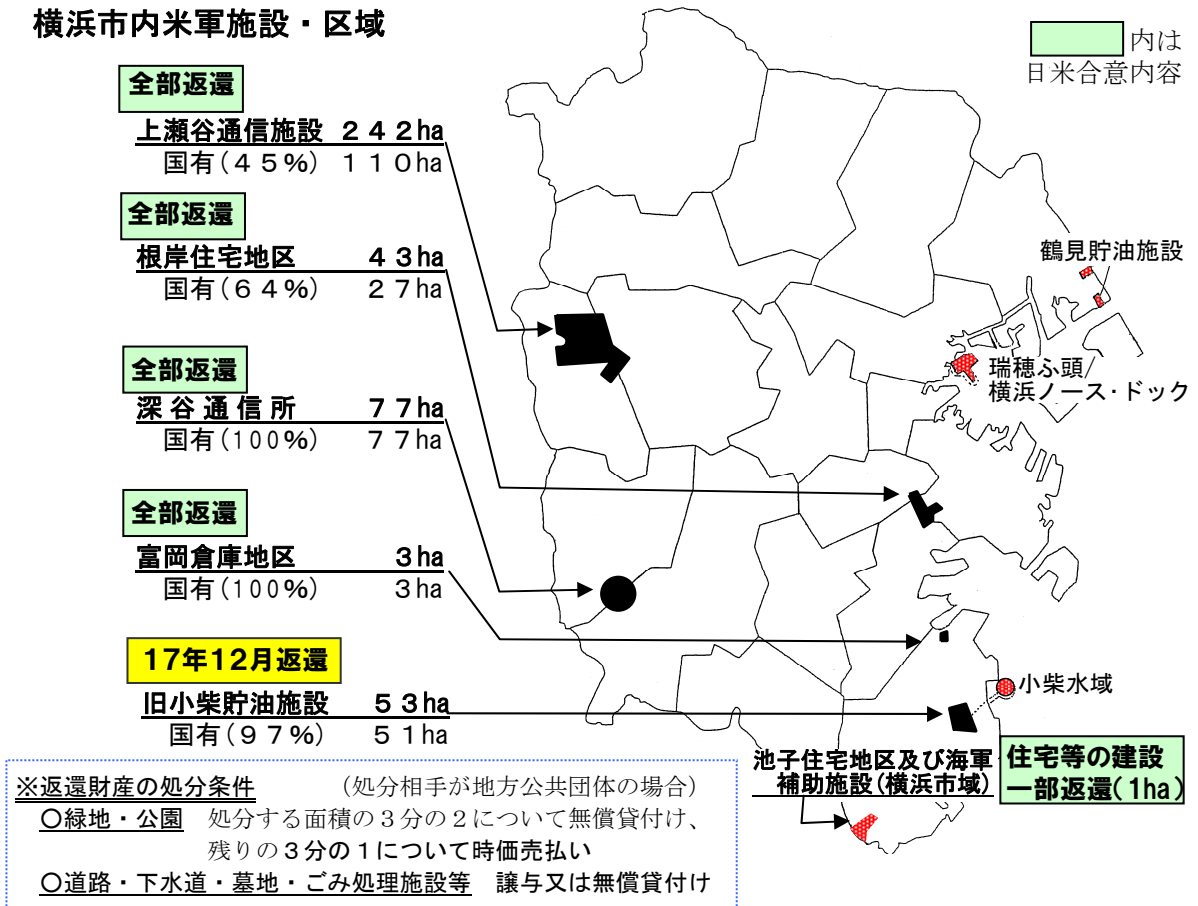 横浜市内米軍施設・区域
内は
日米合意内容
全部返還
上瀬谷通信施設 ２４２ha
国有(４５%) １１０ha
全部返還
根岸住宅地区 ４３ha
国有(６４%) ２７ha
全部返還
深谷通信所 ７７ha
国有(100%) ７７ha
全部返還
富岡倉庫地区 ３ha
国有(100%) ３ha
17年12月返還
旧小柴貯油施設 ５３ha
国有(９７%) ５１ha
鶴見貯油施設
瑞穂ふ頭/
横浜ノース・ドック
小柴水域
池子住宅地区及び海軍
補助施設(横浜市域)
住宅等の建設
一部返還(1ha)
※返還財産の処分条件 （処分相手が地方公共団体の場合）
〇緑地・公園 処分する面積の３分の２について無償貸付け、
残りの３分の１について時価売払い
〇道路・下水道・墓地・ごみ処理施設等 譲与又は無償貸付け